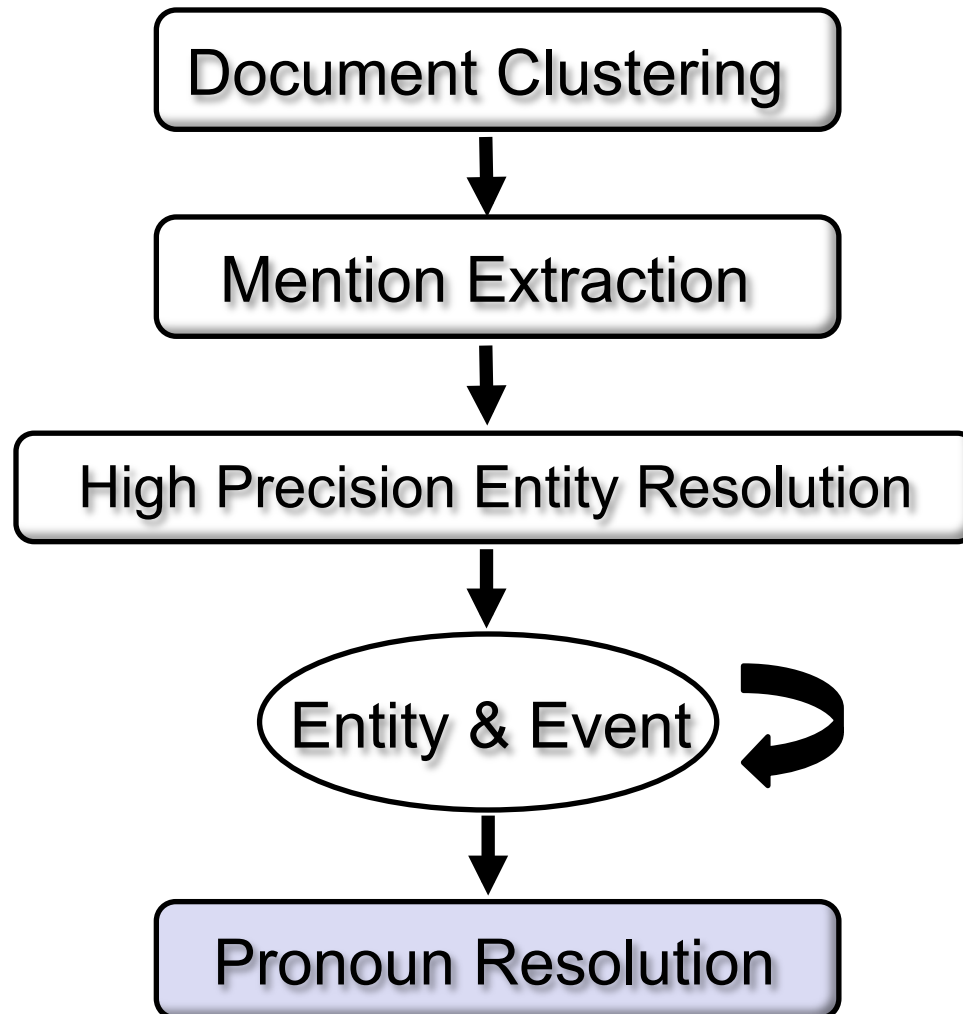 Document Clustering
Mention Extraction
High Precision Entity Resolution
Entity & Event
Pronoun Resolution